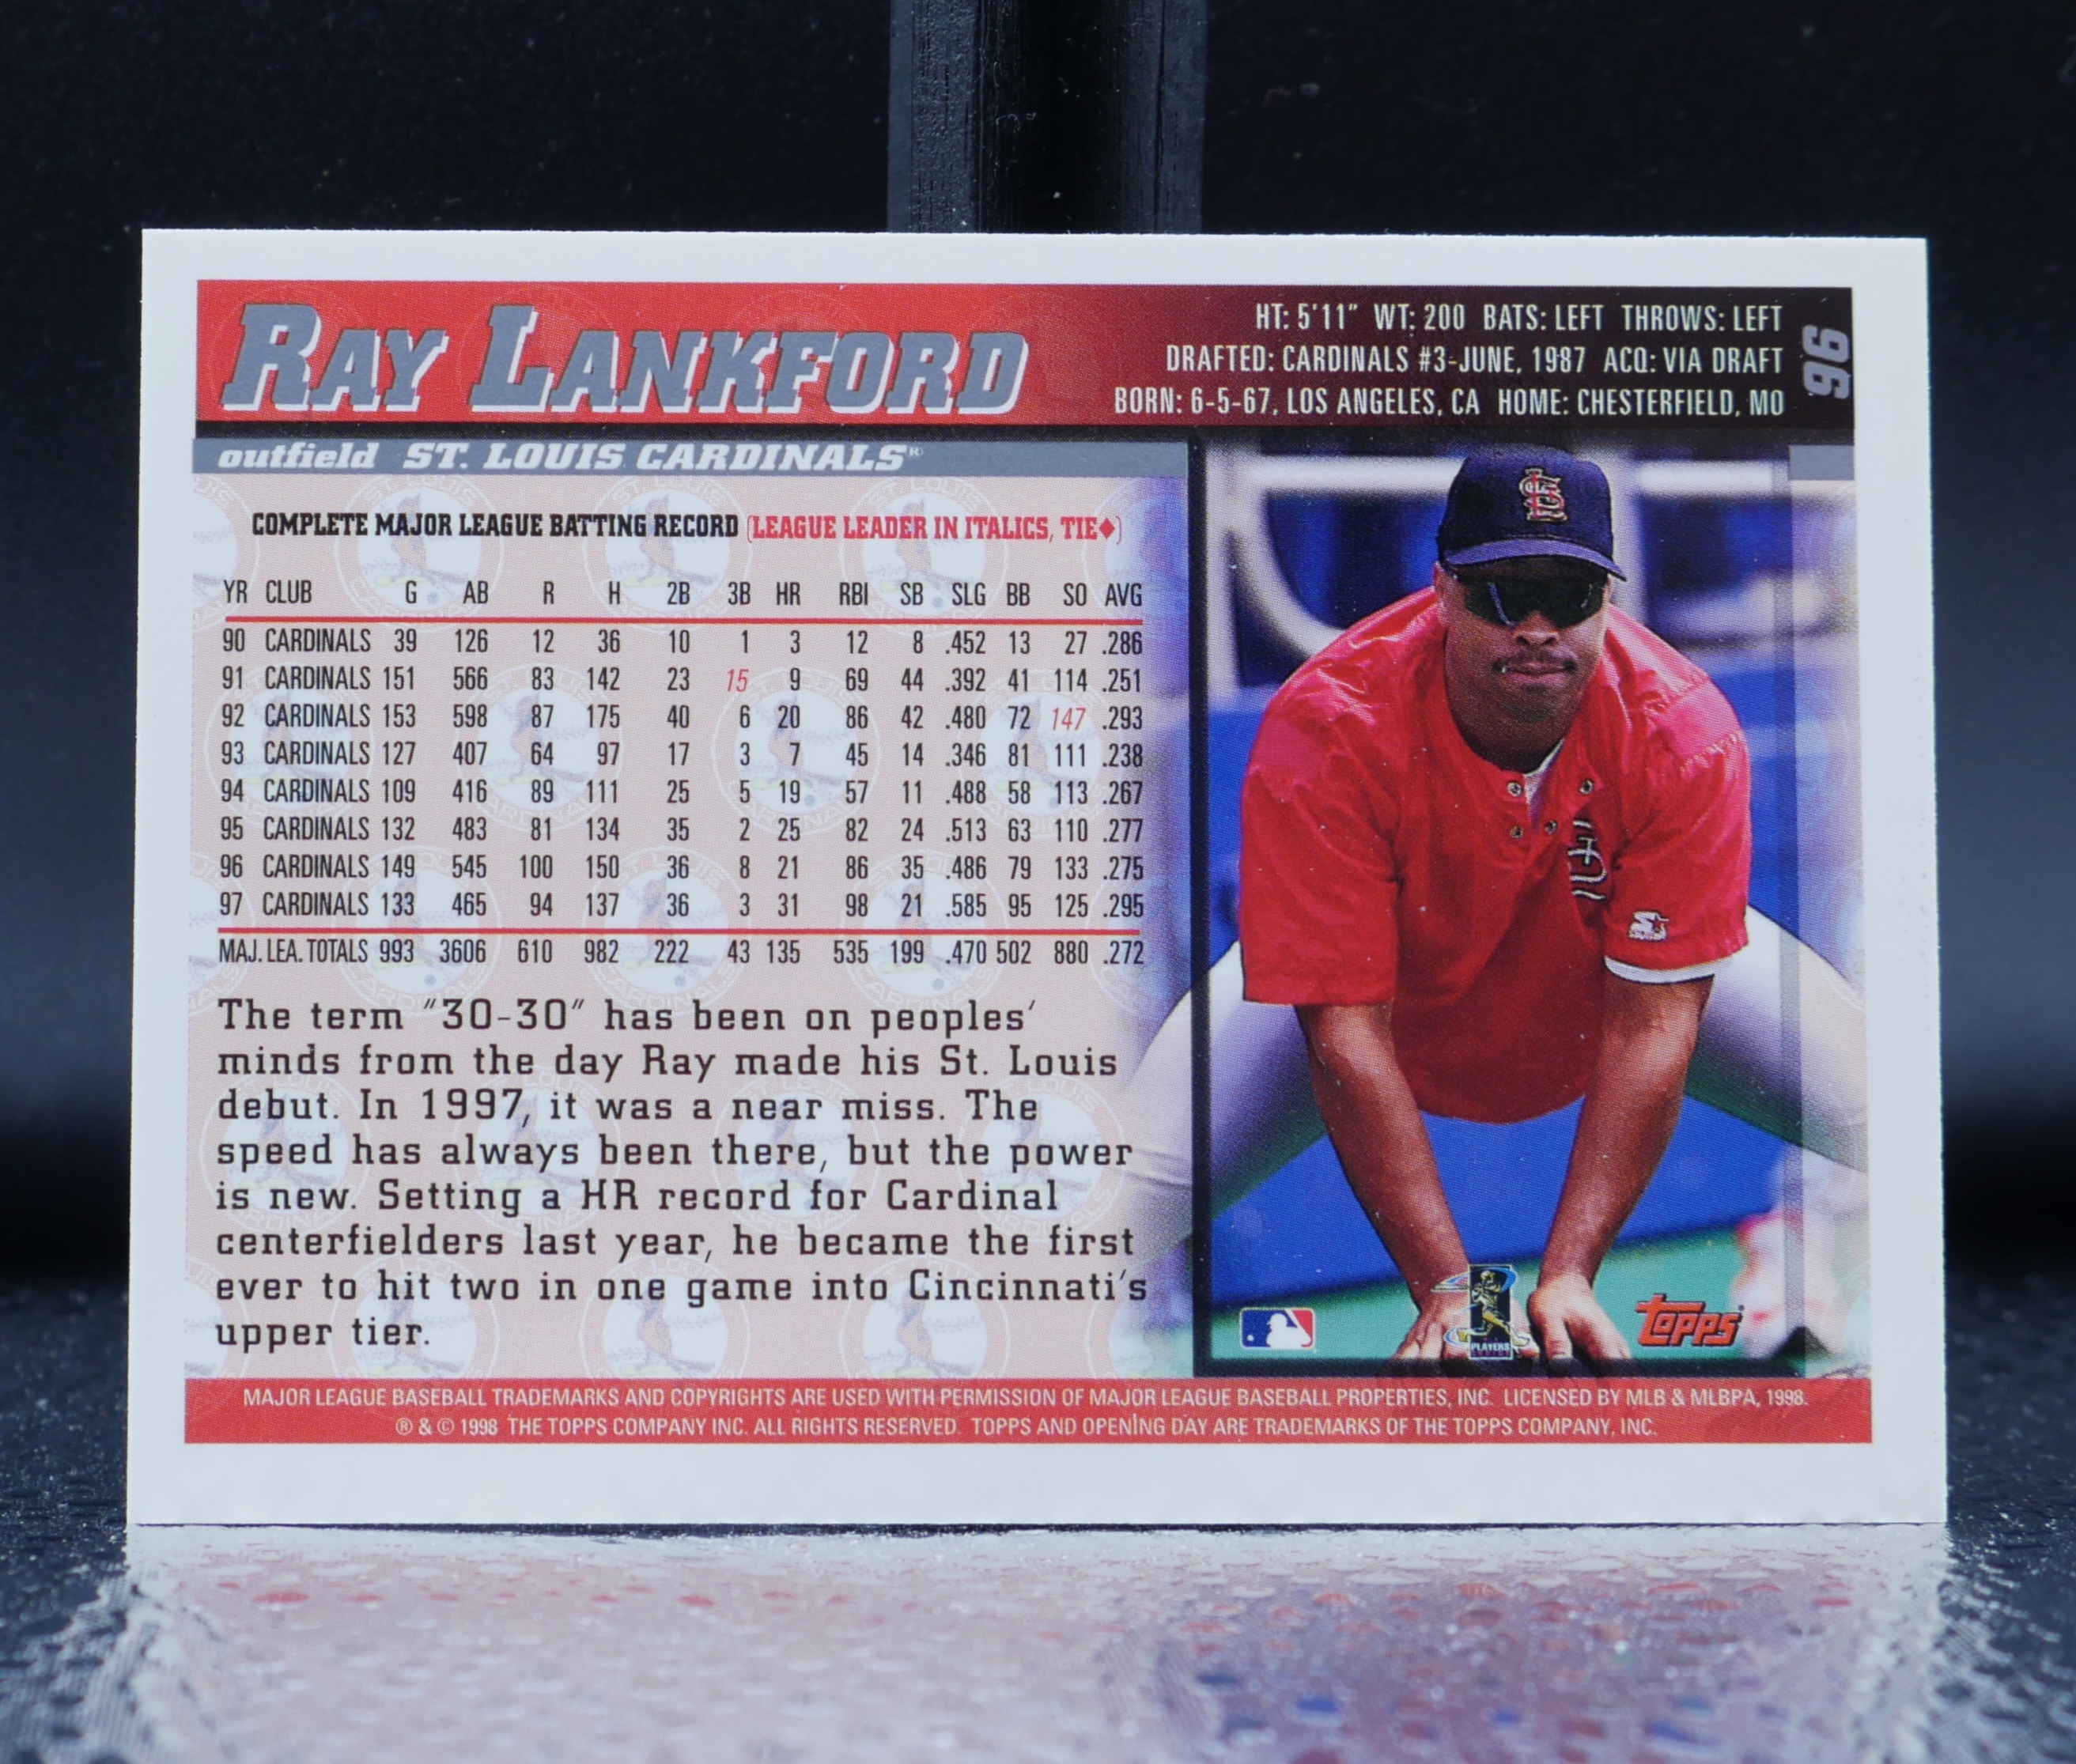 RAY LANKFORD
HT: 5'11" WT: 200 BATS: LEFT THROWS: LEFT
DRAFTED: CARDINALS #3-JUNE, 1987 ACQ: VIA DRAFT
BORN: 6-5-67, LOS ANGELES, CA HOME: CHESTERFIELD, MO
96
outfield ST. LOUIS CARDINALS®
COMPLETE MAJOR LEAGUE BATTING RECORD (LEAGUE LEADER IN ITALICS, TIE♦)
YR CLUB G AB R H 2B 3B HR RBI SB SLG BB SO AVG
90 CARDINALS 39 126 12 36 10 1 3 12 8 .452 13 27 .286
91 CARDINALS 151 566 83 142 23 15 9 69 44 .392 41 114 .251
92 CARDINALS 153 598 87 175 40 6 20 86 42 .480 72 147 .293
93 CARDINALS 127 407 64 97 17 3 7 45 14 .346 81 111 .238
94 CARDINALS 109 416 89 111 25 5 19 57 11 .488 58 113 .267
95 CARDINALS 132 483 81 134 35 2 25 82 24 .513 63 110 .277
96 CARDINALS 149 545 100 150 36 8 21 86 35 .486 79 133 .275
97 CARDINALS 133 465 94 137 36 3 31 98 21 .585 95 125 .295
MAJ. LEA. TOTALS 993 3606 610 982 222 43 135 535 199 .470 502 880 .272
The term "30-30" has been on peoples'
minds from the day Ray made his St. Louis
debut. In 1997, it was a near miss. The
speed has always been there, but the power
is new. Setting a HR record for Cardinal
centerfielders last year, he became the first
ever to hit two in one game into Cincinnati's
upper tier.
StL
PLAYERS
Topps
MAJOR LEAGUE BASEBALL TRADEMARKS AND COPYRIGHTS ARE USED WITH PERMISSION OF MAJOR LEAGUE BASEBALL PROPERTIES, INC. LICENSED BY MLB & MLBPA, 1998.
® & © 1998 THE TOPPS COMPANY INC. ALL RIGHTS RESERVED. TOPPS AND OPENING DAY ARE TRADEMARKS OF THE TOPPS COMPANY, INC.